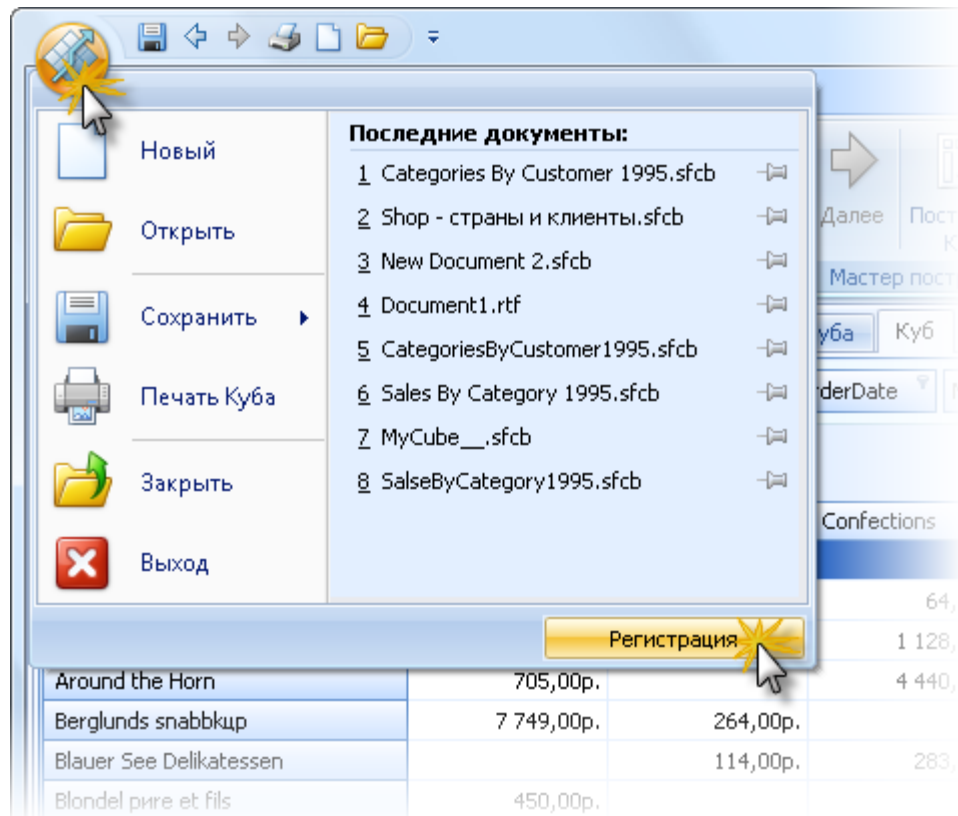 Последние документы:
Новый
Открыть
Сохранить
Печать Куба
Закрыть
Выход
1 Categories By Customer 1995.sfcb
2 Shop - страны и клиенты.sfcb
3 New Document 2.sfcb
4 Document1.rtf
5 CategoriesByCustomer1995.sfcb
6 Sales By Category 1995.sfcb
7 MyCube__.sfcb
8 SalseByCategory1995.sfcb
Регистрация
Далее
Мастер
Куб
derDate
Confections
64,
1 128,
Around the Horn 705,00р. 4 440,
Berglunds snabbkцp 7 749,00р. 264,00р.
Blauer See Delikatessen 114,00р. 283,
Blondel pиre et fils 450,00р.